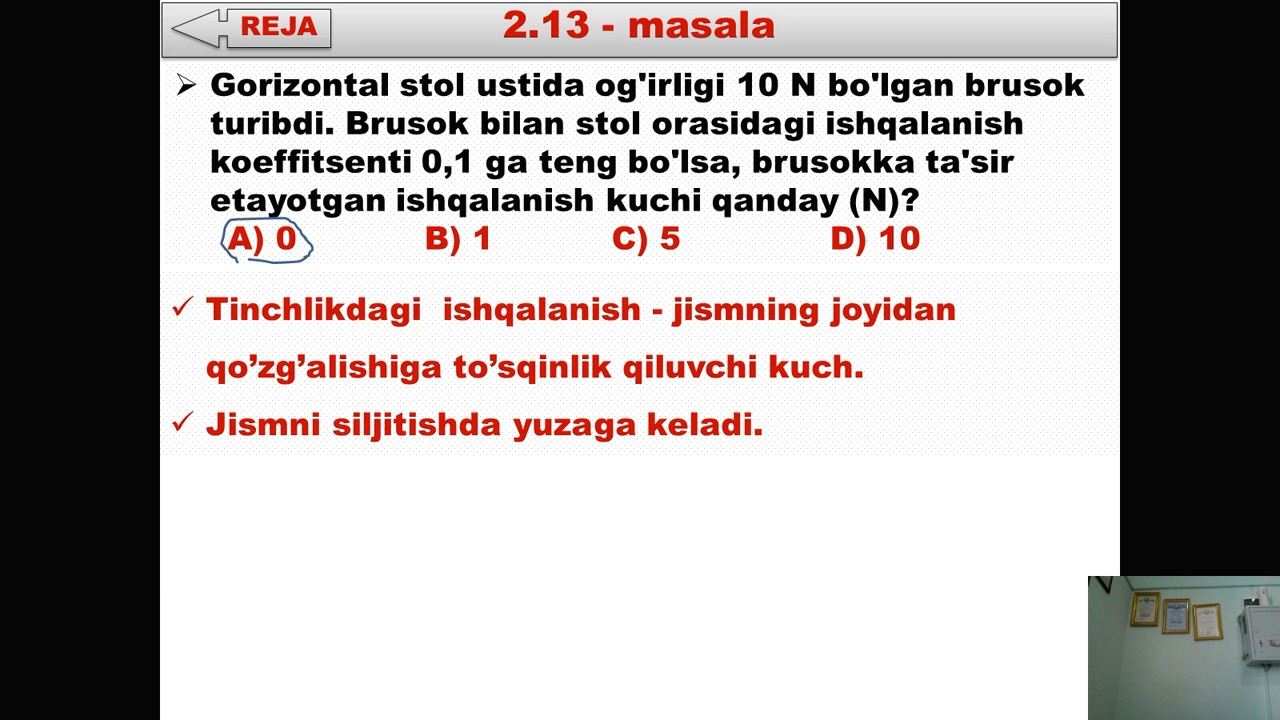 REJA
2.13 - masala
Gorizontal stol ustida og'irligi 10 N bo'lgan brusok
turibdi. Brusok bilan stol orasidagi ishqalanish
koeffitsenti 0,1 ga teng bo'lsa, brusokka ta'sir
etayotgan ishqalanish kuchi qanday (N)?
A) 0 B) 1 C) 5 D) 10
Tinchlikdagi ishqalanish - jismning joyidan
qo’zg’alishiga to’sqinlik qiluvchi kuch.
Jismni siljitishda yuzaga keladi.